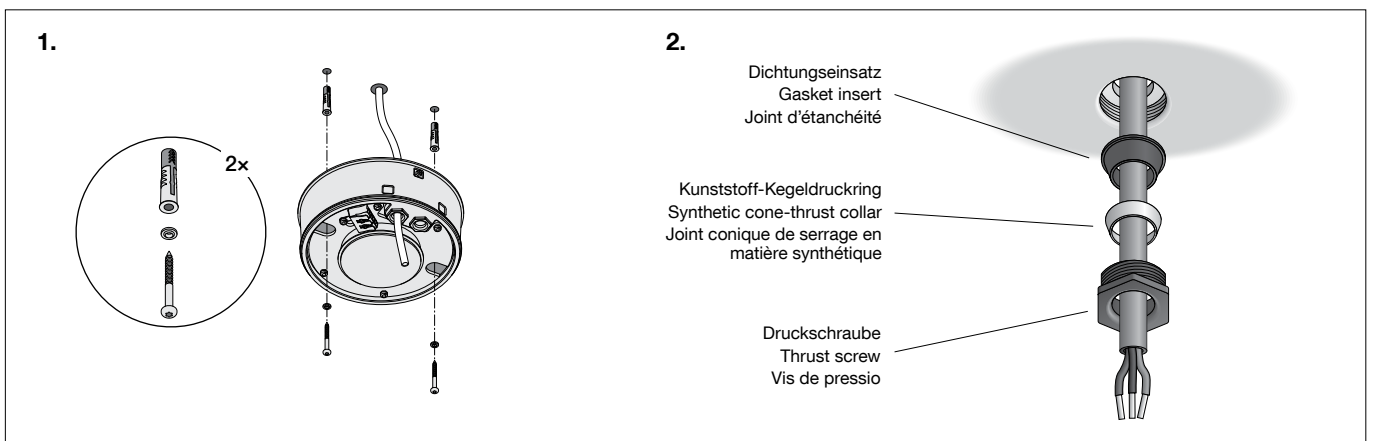 1.
2×
2.
Dichtungseinsatz
Gasket insert
Joint d'étanchéité
Kunststoff-Kegeldruckring
Synthetic cone-thrust collar
Joint conique de serrage en
matière synthétique
Druckschraube
Thrust screw
Vis de pressio